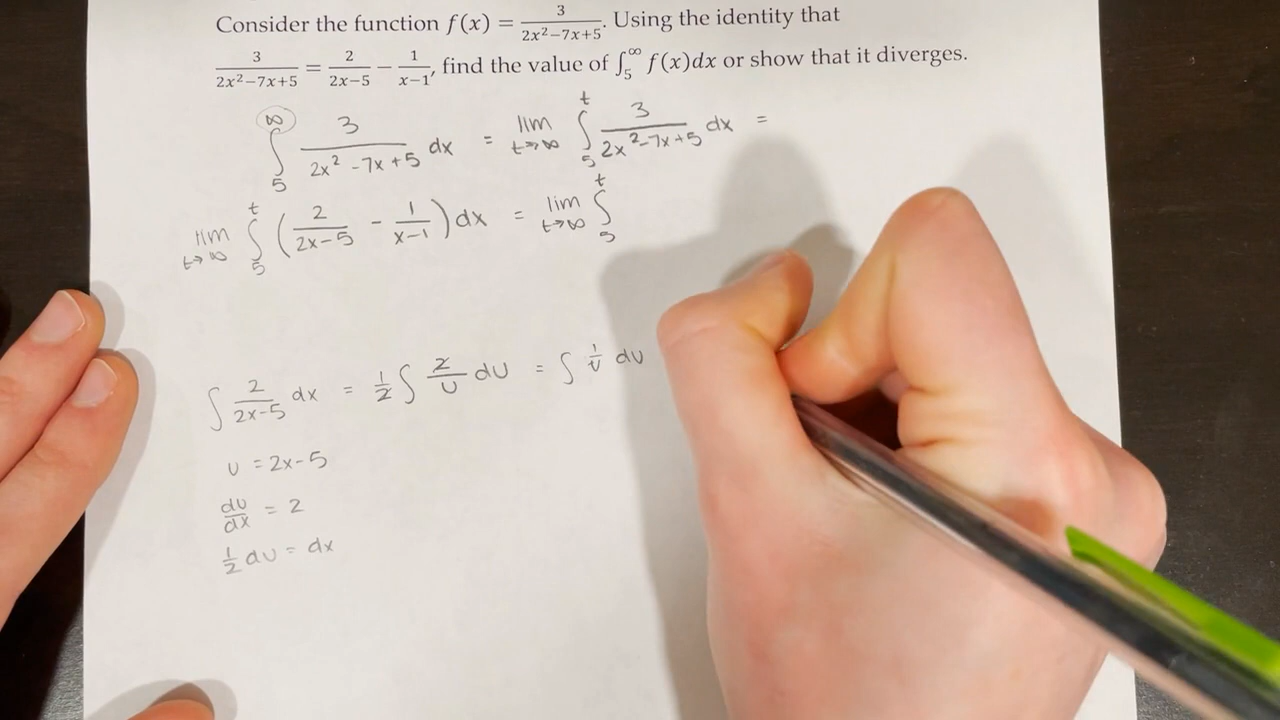 Consider the function f(x) = 3/(2x²−7x+5). Using the identity that
3/(2x²−7x+5) = 2/(2x−5) − 1/(x−1), find the value of ∫₅^∞ f(x)dx or show that it diverges.
∫₅^∞ 3/(2x² −7x+5) dx = lim t→∞ ∫₅^t 3/(2x²−7x+5) dx =
lim t→∞ ∫₅^t (2/(2x−5) − 1/(x−1)) dx = lim t→∞ ∫₅^t
∫ 2/(2x−5) dx = 1/2 ∫ 2/u du = ∫ 1/u du
u = 2x−5
du/dx = 2
1/2 du = dx